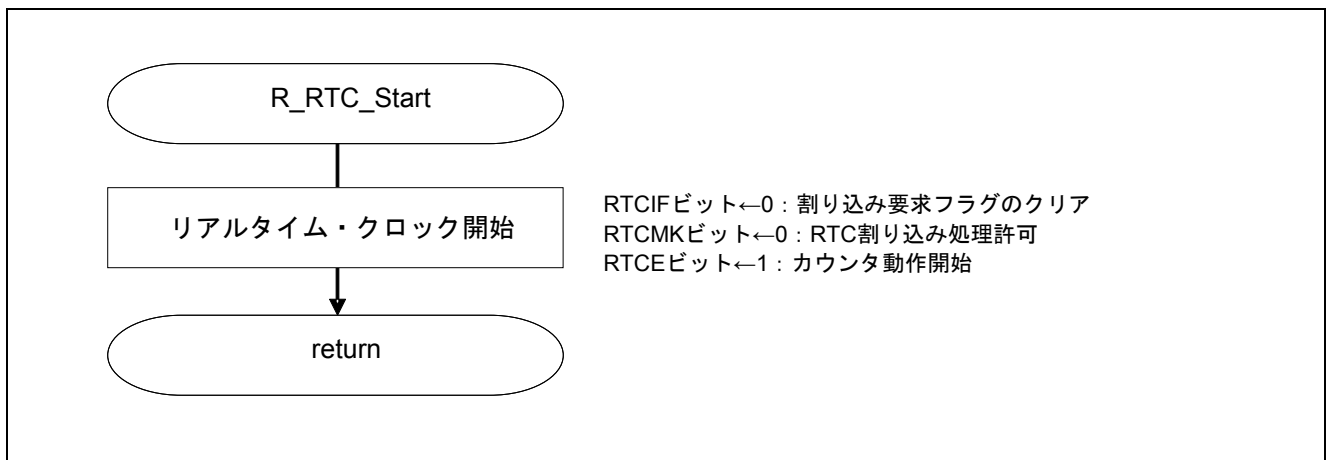 R_RTC_Start
リアルタイム・クロック開始
RTCIFビット←0：割り込み要求フラグのクリア
RTCMKビット←0：RTC割り込み処理許可
RTCEビット←1：カウンタ動作開始
return